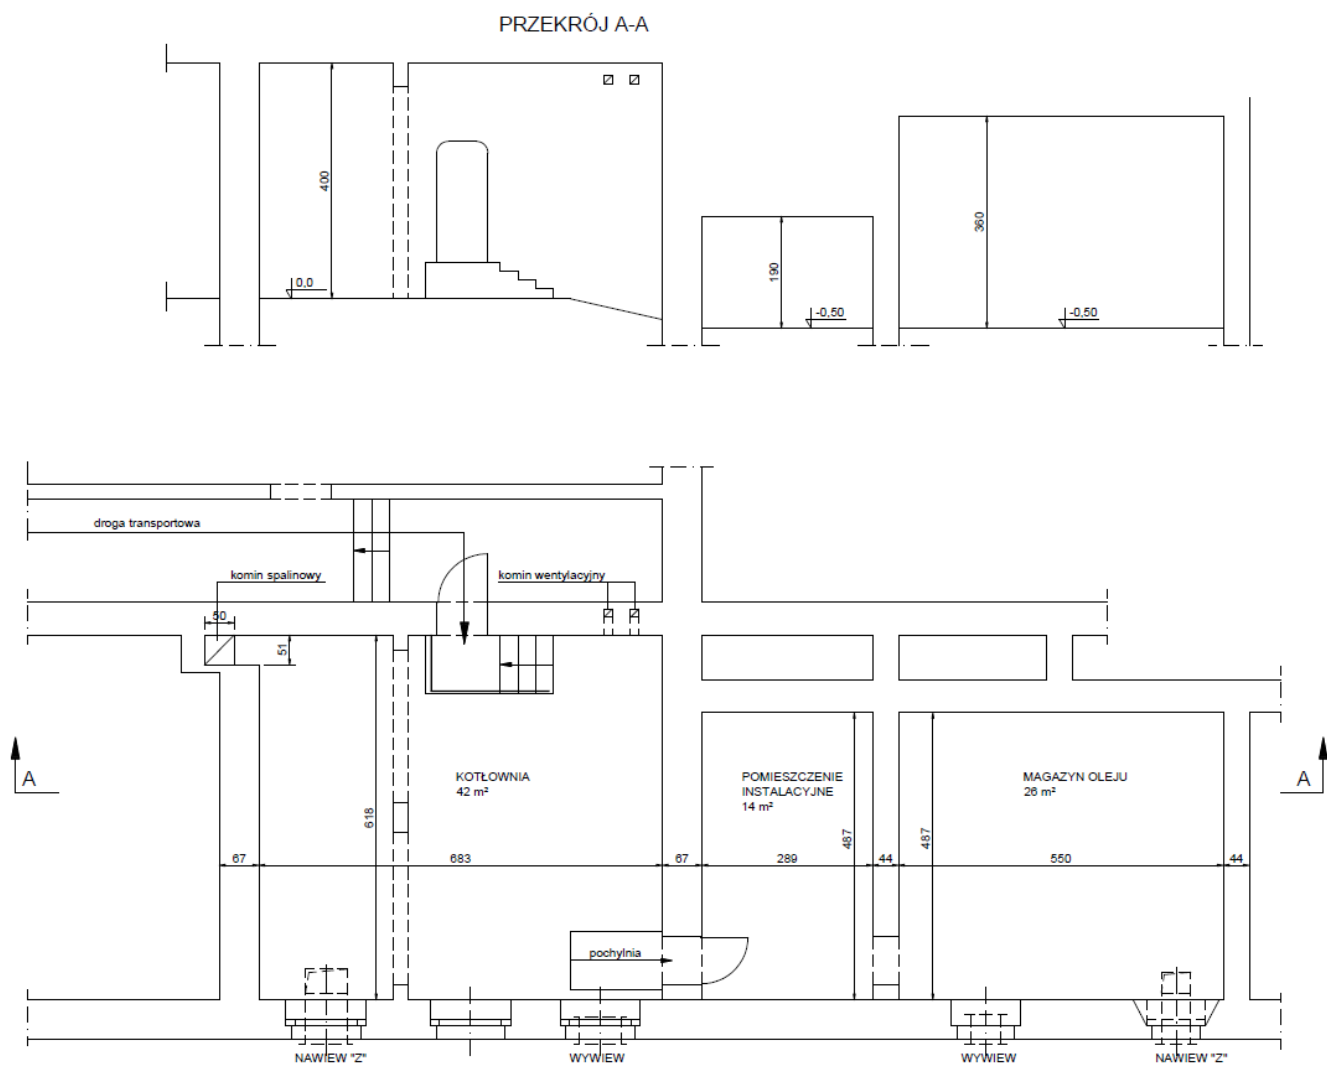 PRZEKRÓJ A-A
400
0,0
190
-0,50
360
-0,50
droga transportowa
komin spalinowy
komin wentylacyjny
50
51
A
KOTŁOWNIA
42 m²
POMIESZCZENIE
INSTALACYJNE
14 m²
MAGAZYN OLEJU
26 m²
A
618
487
487
67
683
67
289
44
550
44
pochylnia
NAWIEW "Z"
WYWIEW
WYWIEW
NAWIEW "Z"